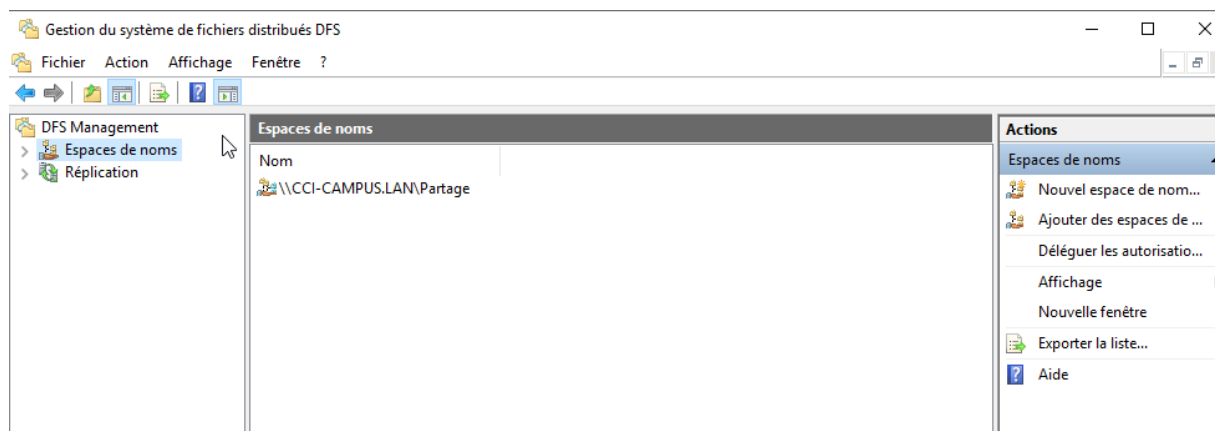 Gestion du système de fichiers distribués DFS
Fichier Action Affichage Fenêtre ?
DFS Management
Espaces de noms
Réplication
Espaces de noms
Nom
\\CCI-CAMPUS.LAN\Partage
Actions
Espaces de noms
Nouvel espace de nom...
Ajouter des espaces de ...
Déléguer les autorisatio...
Affichage
Nouvelle fenêtre
Exporter la liste...
Aide